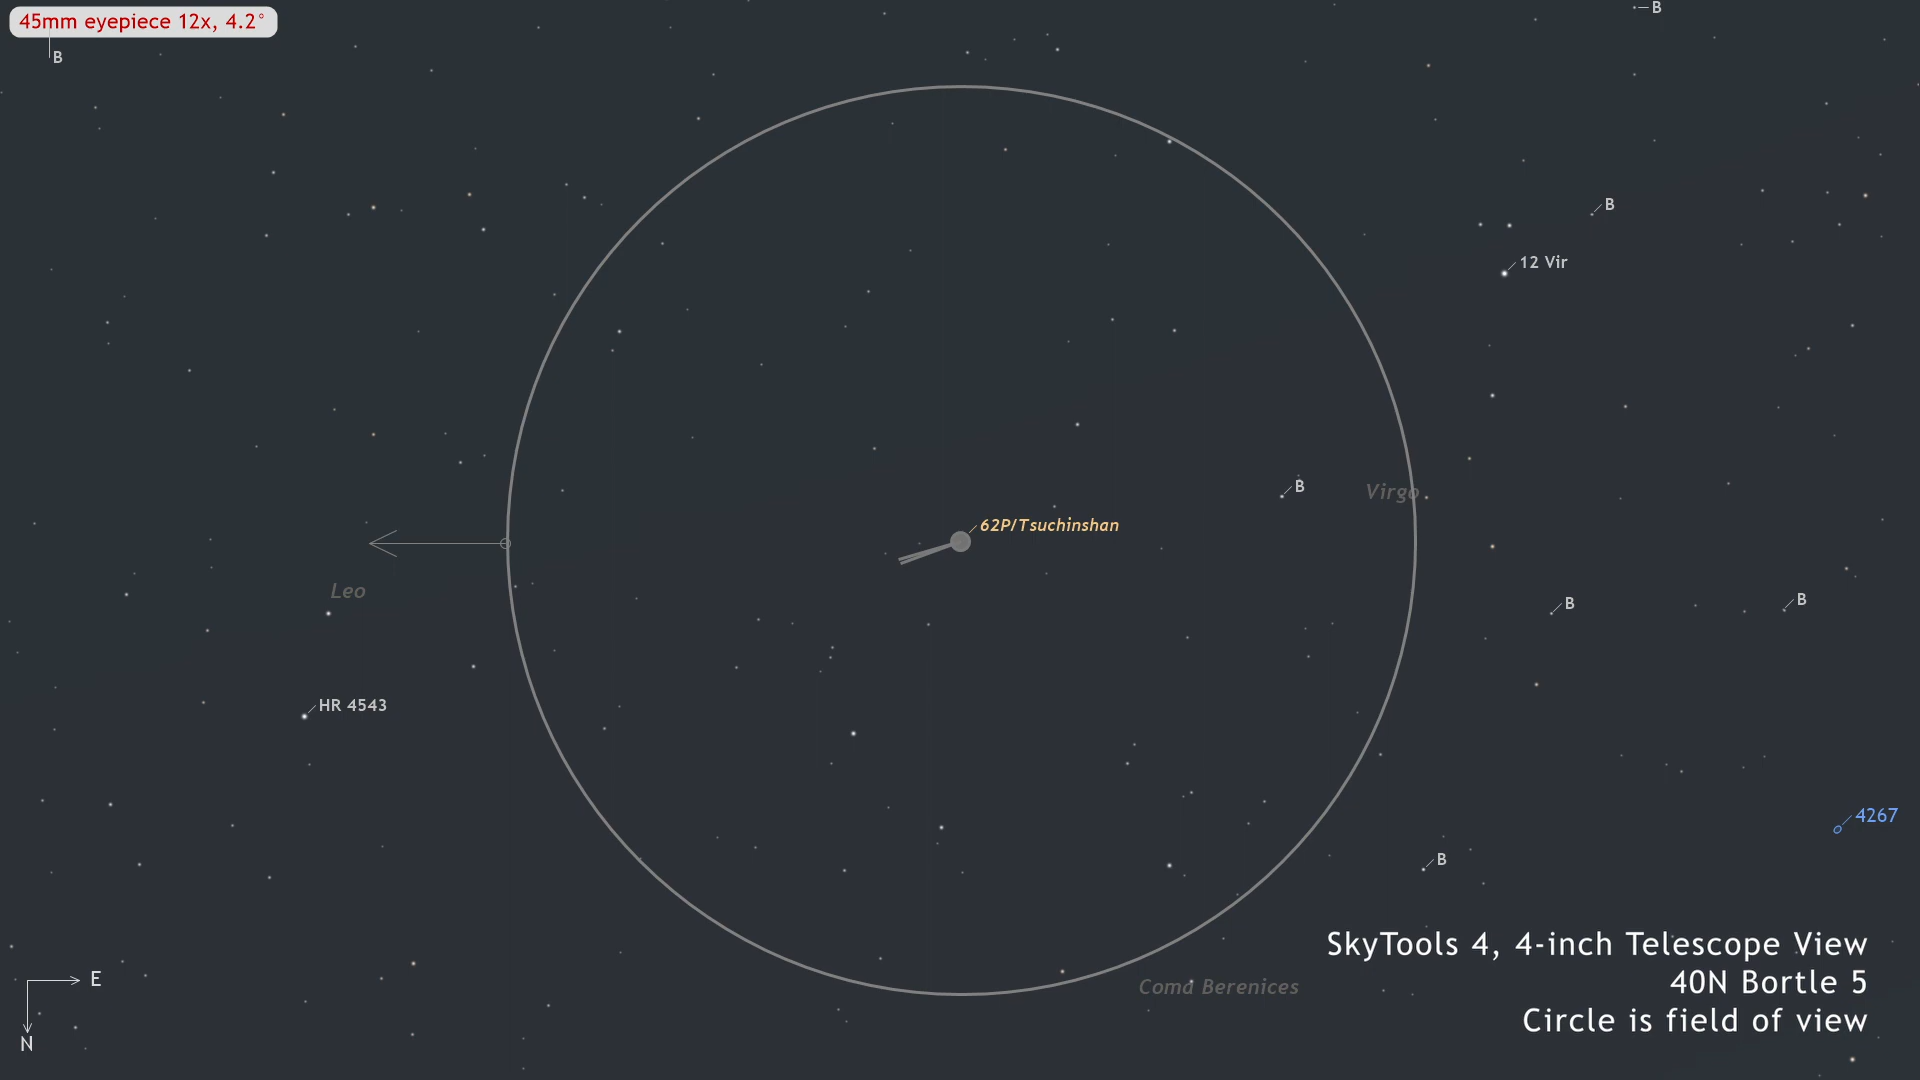 45mm eyepiece 12x, 4.2°
B
B
B
12 Vir
B
Virgo
62P/Tsuchinshan
Leo
B
B
HR 4543
4267
B
SkyTools 4, 4-inch Telescope View
40N Bortle 5
Circle is field of view
Coma Berenices
E
N